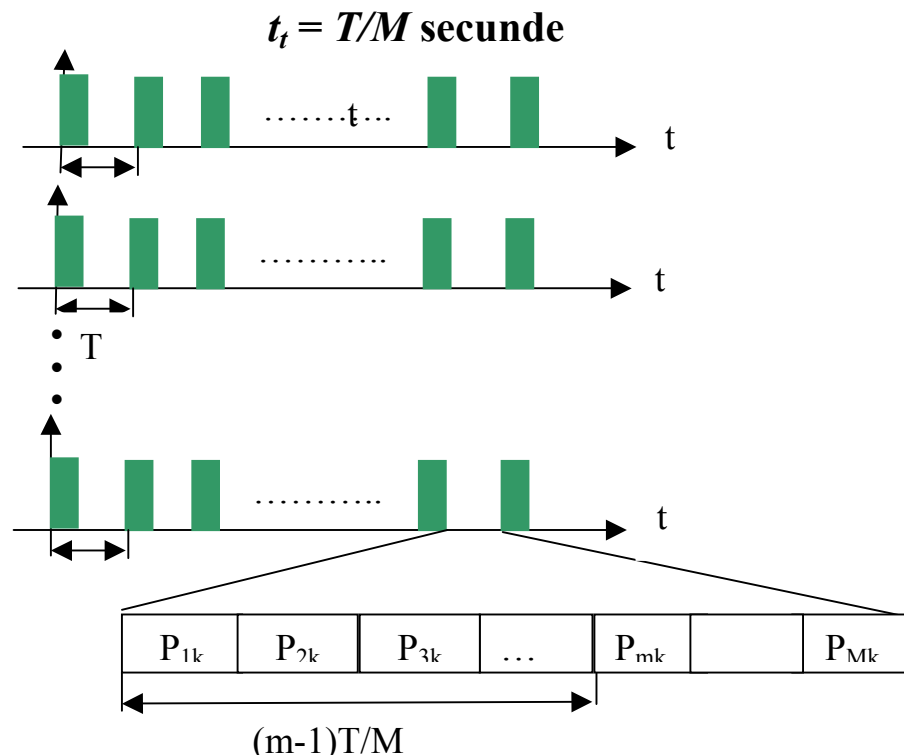 t_t = T/M secunde
……….. t
t
……….. 
t
T
……….. 
t
P_1k P_2k P_3k … P_mk P_Mk
(m-1)T/M